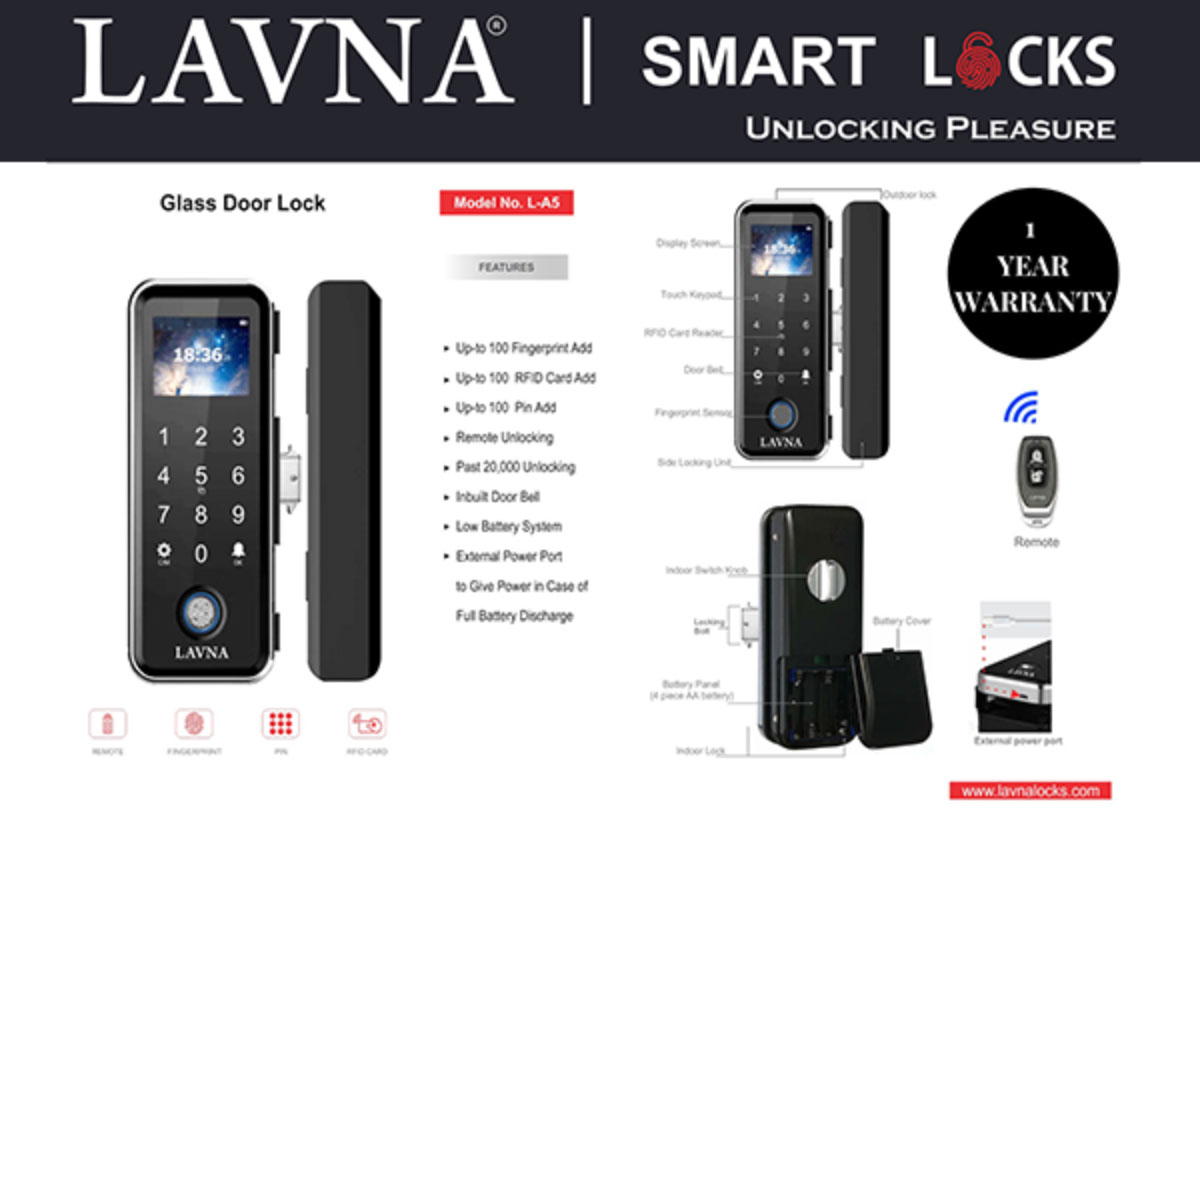 LAVNA®
SMART LOCKS
UNLOCKING PLEASURE
Glass Door Lock
Model No. L-A5
FEATURES
Up-to 100 Fingerprint Add
Up-to 100 RFID Card Add
Up-to 100 Pin Add
Remote Unlocking
Past 20,000 Unlocking
Inbuilt Door Bell
Low Battery System
External Power Port
to Give Power in Case of
Full Battery Discharge
18:36
1 2 3
4 5 6
7 8 9
0
LAVNA
REMOTE
FINGERPRINT
PIN
RFID CARD
Outdoor lock
Display Screen
Touch Keypad
RFID Card Reader
Door Bell
Fingerprint Sensor
Side Locking Unit
18:36
1 2 3
4 5 6
7 8 9
0
LAVNA
1
YEAR
WARRANTY
Remote
Indoor Switch Knob
Locking
Bolt
Battery Cover
Battery Panel
(4 piece AA battery)
Indoor Lock
External power port
www.lavnalocks.com